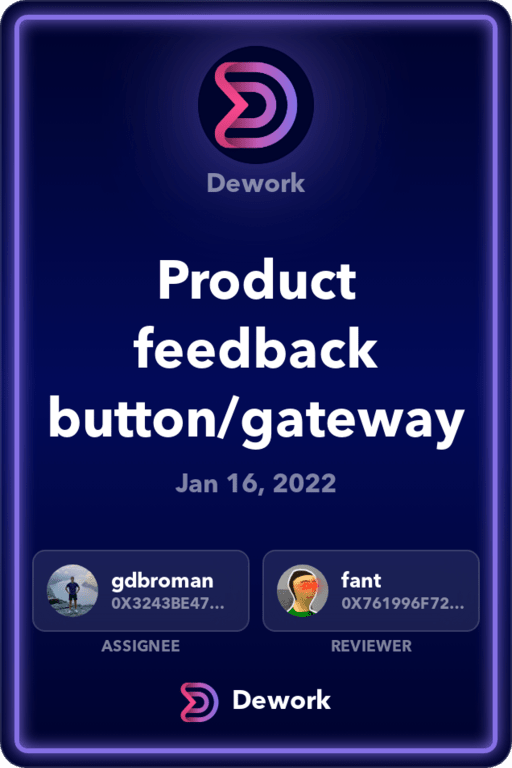 Dework
Product
feedback
button/gateway
Jan 16, 2022
gdbroman
0X3243BE47...
fant
0X761996F72...
ASSIGNEE
REVIEWER
Dework